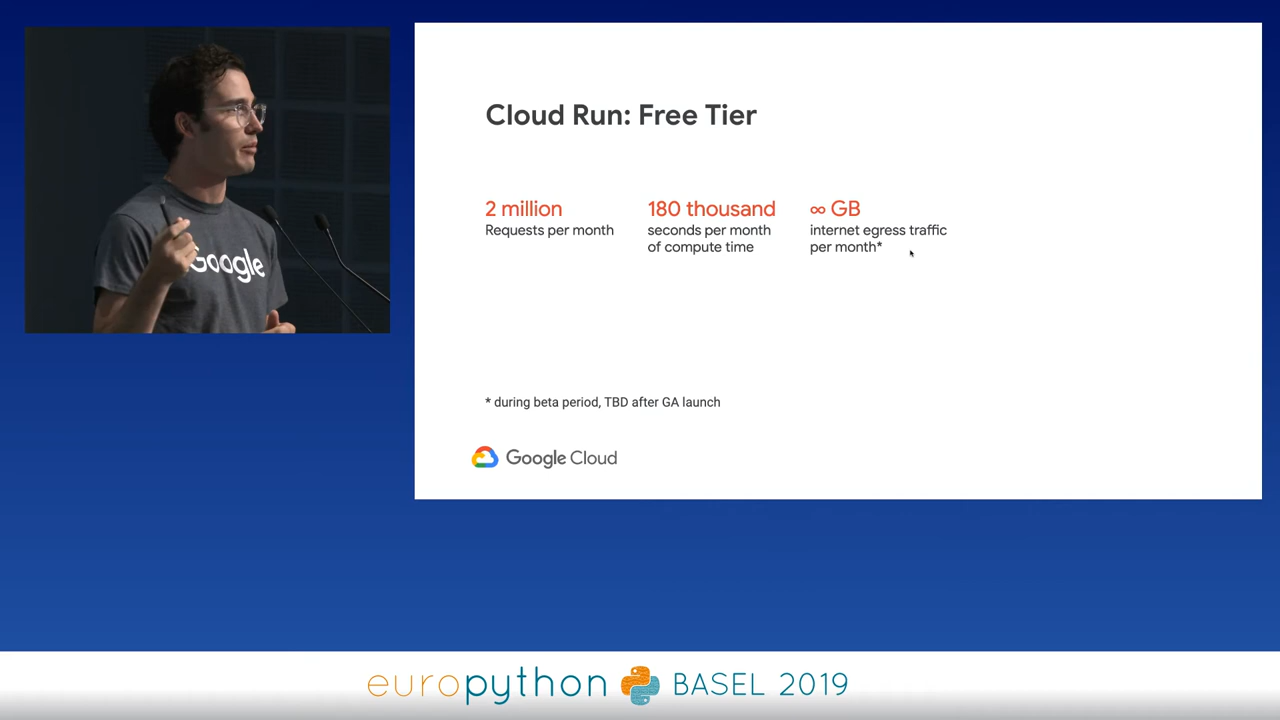 Google
Cloud Run: Free Tier
2 million
Requests per month
180 thousand
seconds per month
of compute time
∞ GB
internet egress traffic
per month*
* during beta period, TBD after GA launch
Google Cloud
europython BASEL 2019